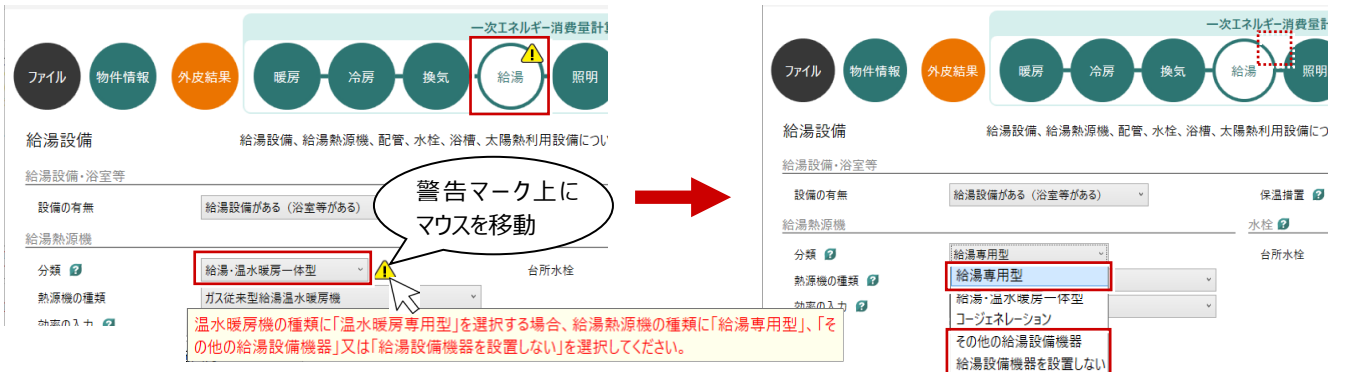 一次エネルギー消費量計算
ファイル
物件情報
外皮結果
暖房
冷房
換気
給湯
照明
給湯設備
給湯設備、給湯熱源機、配管、水栓、浴槽、太陽熱利用設備につい
給湯設備・浴室等
設備の有無
給湯設備がある（浴室等がある）
給湯熱源機
分類
給湯・温水暖房一体型
台所水栓
熱源機の種類
ガス従来型給湯温水暖房機
効率の入力
警告マーク上に
マウスを移動
温水暖房機の種類に「温水暖房専用型」を選択する場合、給湯熱源機の種類に「給湯専用型」、「そ
の他の給湯設備機器」又は「給湯設備機器を設置しない」を選択してください。
一次エネルギー消費量計
ファイル
物件情報
外皮結果
暖房
冷房
換気
給湯
照明
給湯設備
給湯設備、給湯熱源機、配管、水栓、浴槽、太陽熱利用設備につ
給湯設備・浴室等
設備の有無
給湯設備がある（浴室等がある）
保温措置
給湯熱源機
水栓
分類
給湯専用型
台所水栓
給湯専用型
熱源機の種類
給湯・温水暖房一体型
効率の入力
コージェネレーション
その他の給湯設備機器
給湯設備機器を設置しない